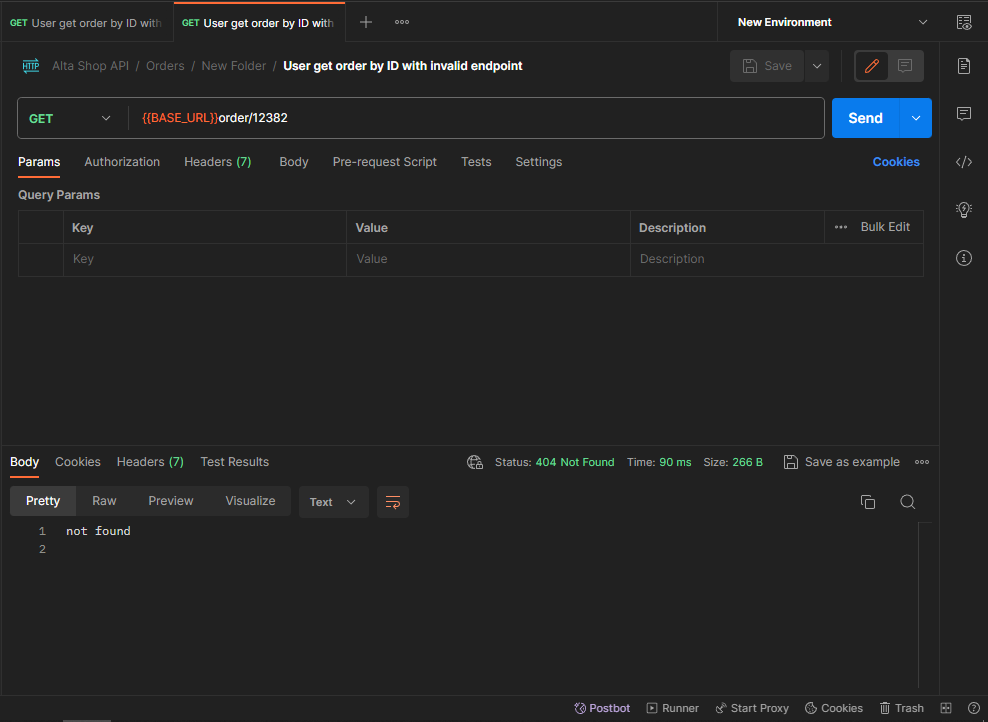 GET User get order by ID with GET User get order by ID with New Environment
HTTP Alta Shop API / Orders / New Folder / User get order by ID with invalid endpoint Save
GET {{BASE_URL}}order/12382 Send
Params Authorization Headers (7) Body Pre-request Script Tests Settings Cookies
Query Params
Key Value Description Bulk Edit
Key Value Description
Body Cookies Headers (7) Test Results Status: 404 Not Found Time: 90 ms Size: 266 B Save as example
Pretty Raw Preview Visualize Text
1 not found
2
Postbot Runner Start Proxy Cookies Trash